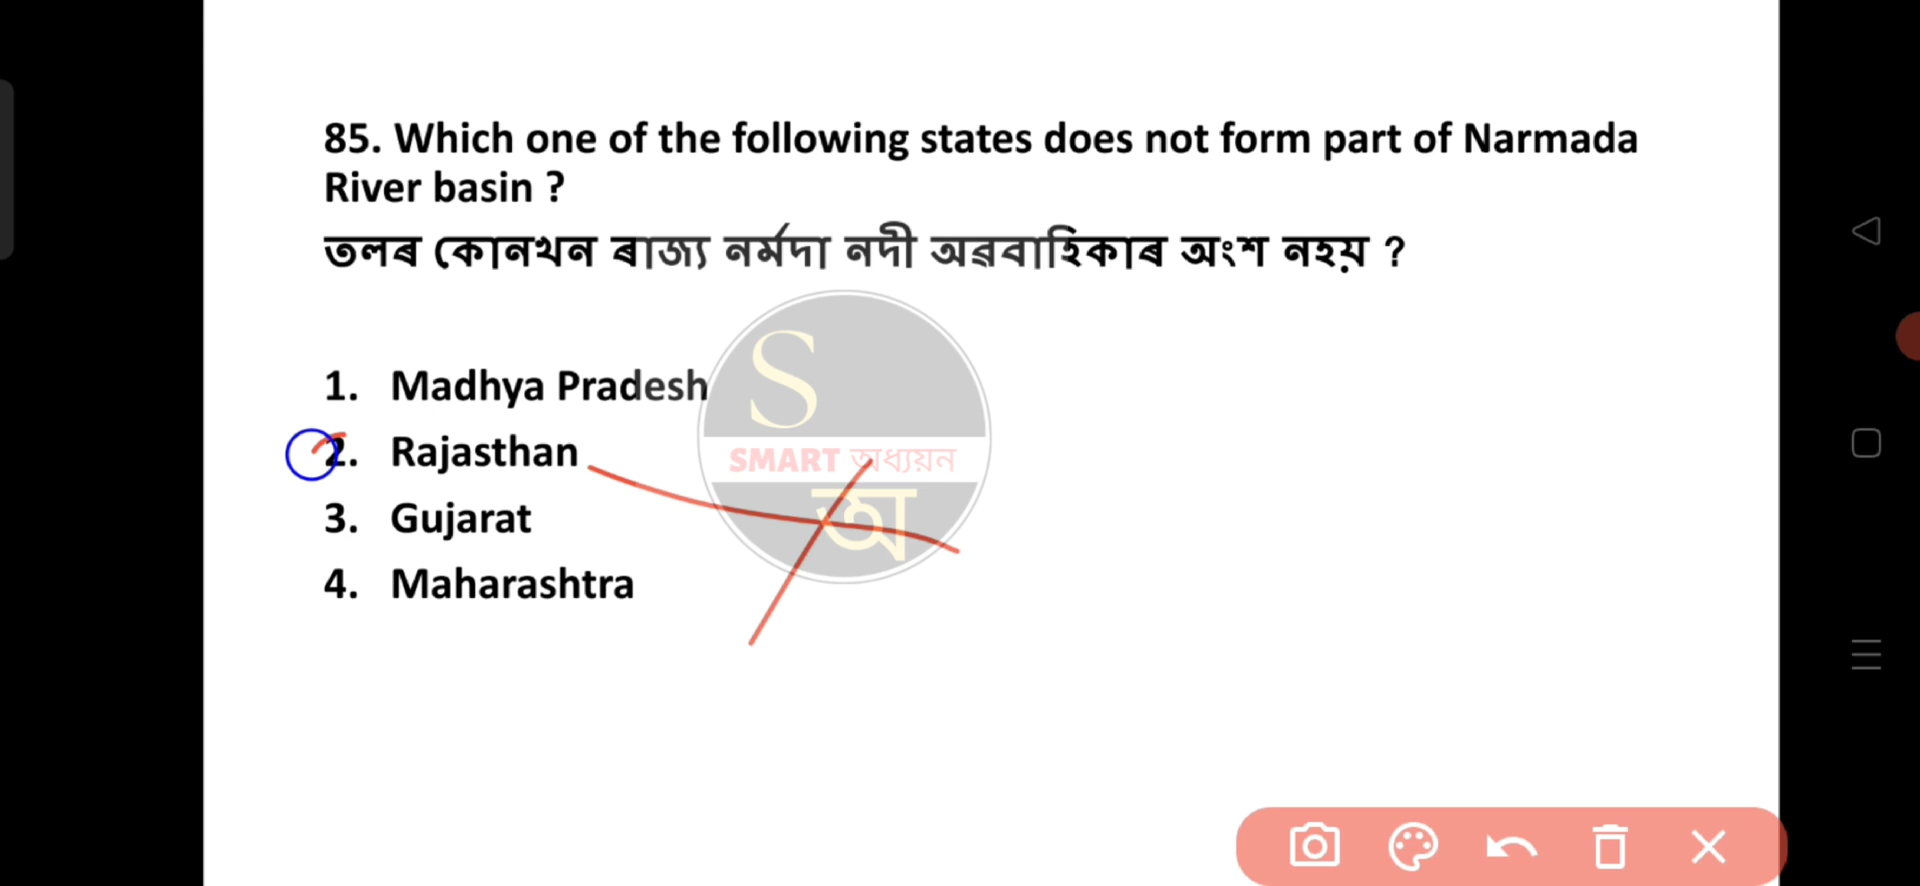 85. Which one of the following states does not form part of Narmada
River basin ?
তলৰ কোনখন ৰাজ্য নৰ্মদা নদী অৱবাহিকাৰ অংশ নহয় ?
1. Madhya Pradesh
2. Rajasthan
3. Gujarat
4. Maharashtra
S
SMART অধ্যয়ন
অ